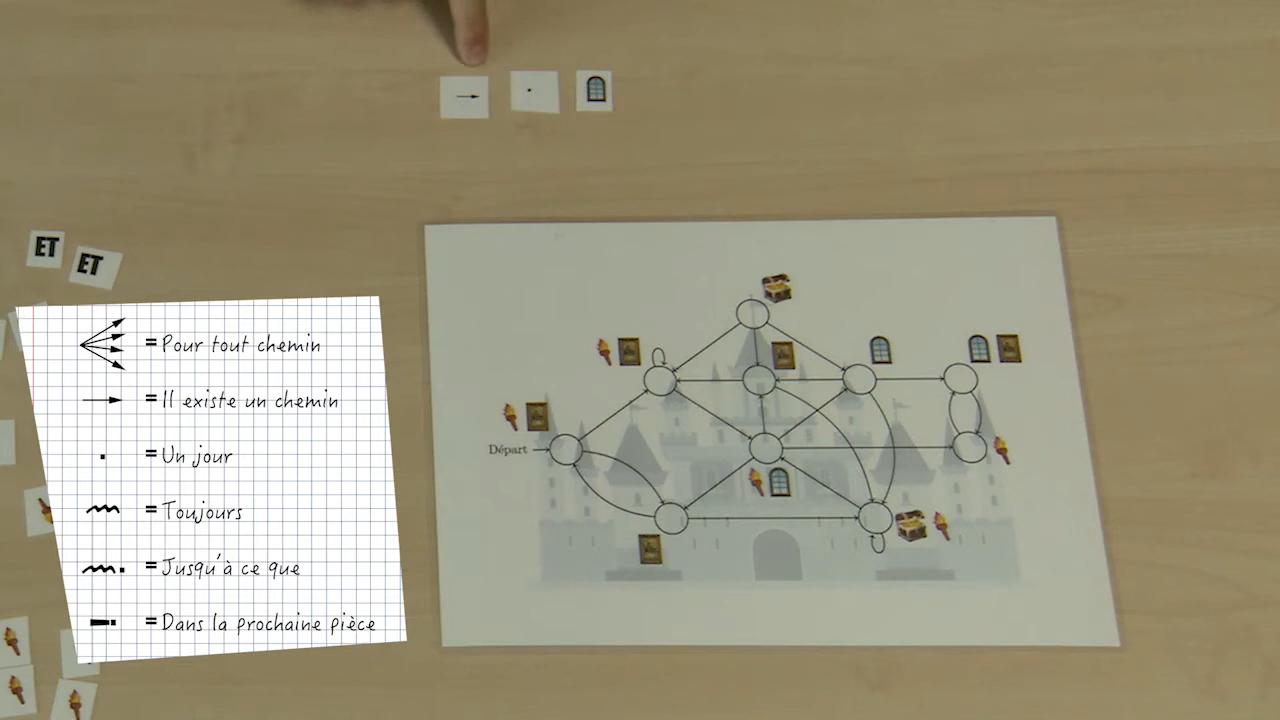 ET
ET
= Pour tout chemin
= Il existe un chemin
= Un jour
= Toujours
= Jusqu'à ce que
= Dans la prochaine pièce
Départ